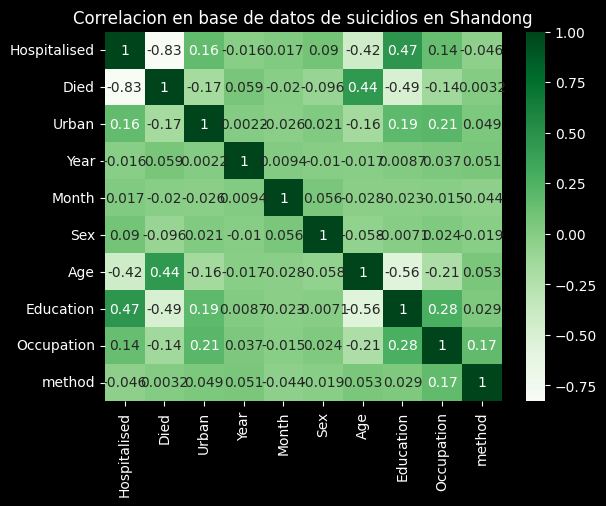 Correlacion en base de datos de suicidios en Shandong
Hospitalised 1 -0.83 0.16 -0.016 0.017 0.09 -0.42 0.47 0.14 -0.046
Died -0.83 1 -0.17 0.059 -0.02 -0.096 0.44 -0.49 -0.14 0.0032
Urban 0.16 -0.17 1 0.0022 -0.026 0.021 -0.16 0.19 0.21 0.049
Year -0.016 0.059 0.0022 1 0.0094 -0.01 -0.017 0.0087 0.037 0.051
Month 0.017 -0.02 -0.026 0.0094 1 0.056 -0.028 -0.023 -0.015 -0.044
Sex 0.09 -0.096 0.021 -0.01 0.056 1 -0.058 0.0071 0.024 -0.019
Age -0.42 0.44 -0.16 -0.017 -0.028 -0.058 1 -0.56 -0.21 0.053
Education 0.47 -0.49 0.19 0.0087 -0.023 0.0071 -0.56 1 0.28 0.029
Occupation 0.14 -0.14 0.21 0.037 -0.015 0.024 -0.21 0.28 1 0.17
method -0.046 0.0032 0.049 0.051 -0.044 -0.019 0.053 0.029 0.17 1
Hospitalised Died Urban Year Month Sex Age Education Occupation method
1.00
0.75
0.50
0.25
0.00
−0.25
−0.50
−0.75